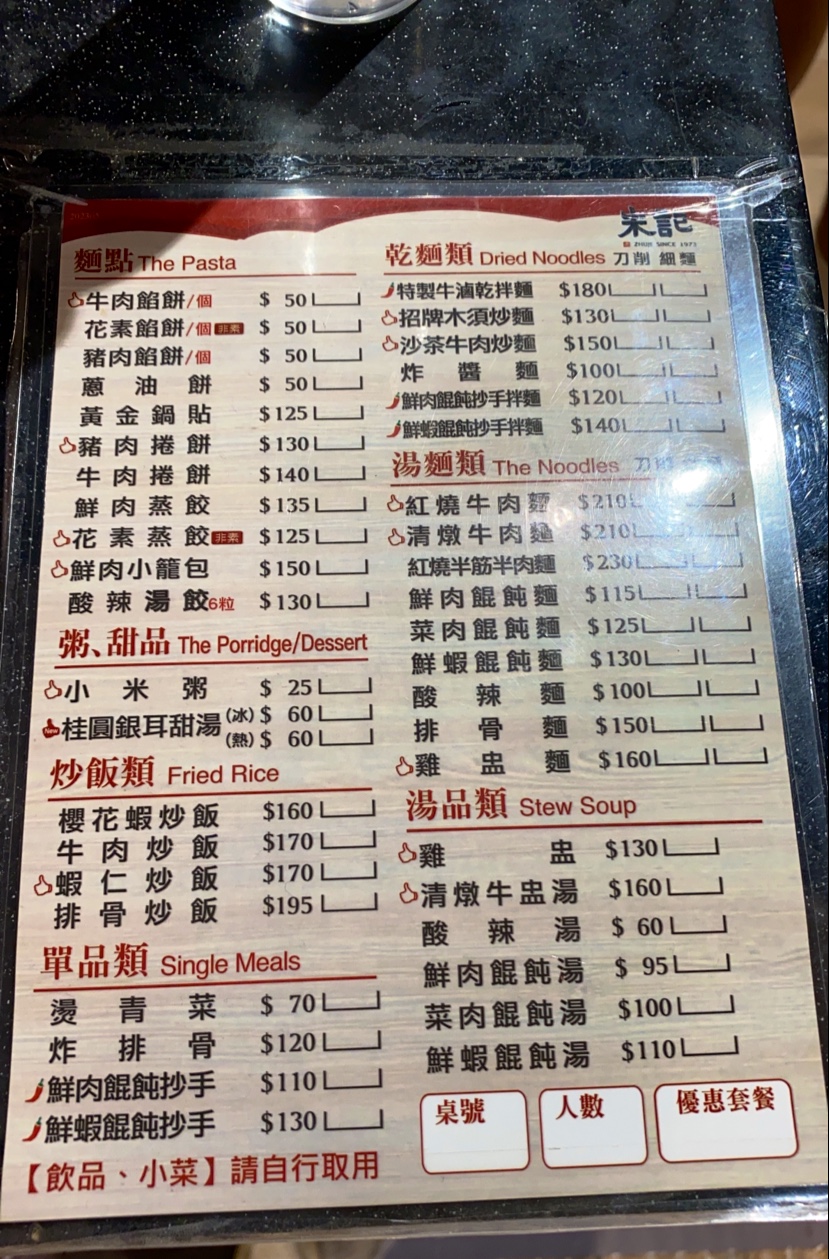 朱記
ZHUJI SINCE 1973
麵點 The Pasta
牛肉餡餅/個 $ 50
花素餡餅/個 非素 $ 50
豬肉餡餅/個 $ 50
蔥油餅 $ 50
黃金鍋貼 $125
豬肉捲餅 $130
牛肉捲餅 $140
鮮肉蒸餃 $135
花素蒸餃 非素 $125
鮮肉小籠包 $150
酸辣湯餃6粒 $130
粥、甜品 The Porridge/Dessert
小米粥 $ 25
New 桂圓銀耳甜湯 (冰) $ 60
(熱) $ 60
炒飯類 Fried Rice
櫻花蝦炒飯 $160
牛肉炒飯 $170
蝦仁炒飯 $170
排骨炒飯 $195
單品類 Single Meals
燙青菜 $ 70
炸排骨 $120
鮮肉餛飩抄手 $110
鮮蝦餛飩抄手 $130
【飲品、小菜】請自行取用
乾麵類 Dried Noodles 刀削 細麵
特製牛滷乾拌麵 $180
招牌木須炒麵 $130
沙茶牛肉炒麵 $150
炸醬麵 $100
鮮肉餛飩抄手拌麵 $120
鮮蝦餛飩抄手拌麵 $140
湯麵類 The Noodles 刀削
紅燒牛肉麵 $210
清燉牛肉麵 $210
紅燒半筋半肉麵 $230
鮮肉餛飩麵 $115
菜肉餛飩麵 $125
鮮蝦餛飩麵 $130
酸辣麵 $100
排骨麵 $150
雞盅麵 $160
湯品類 Stew Soup
雞盅 $130
清燉牛盅湯 $160
酸辣湯 $ 60
鮮肉餛飩湯 $ 95
菜肉餛飩湯 $100
鮮蝦餛飩湯 $110
桌號 人數 優惠套餐